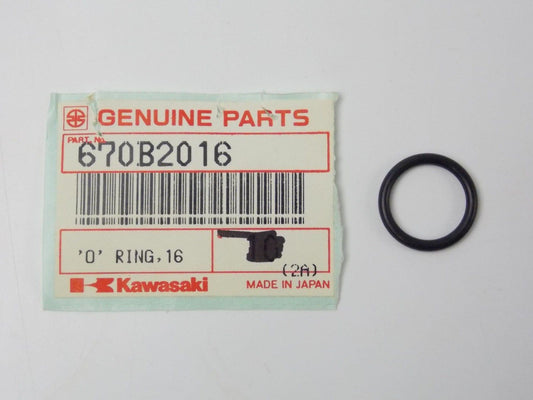 GENUINE PARTS
PART No.
670B2016
'O' RING,16
(2A)
Kawasaki
MADE IN JAPAN